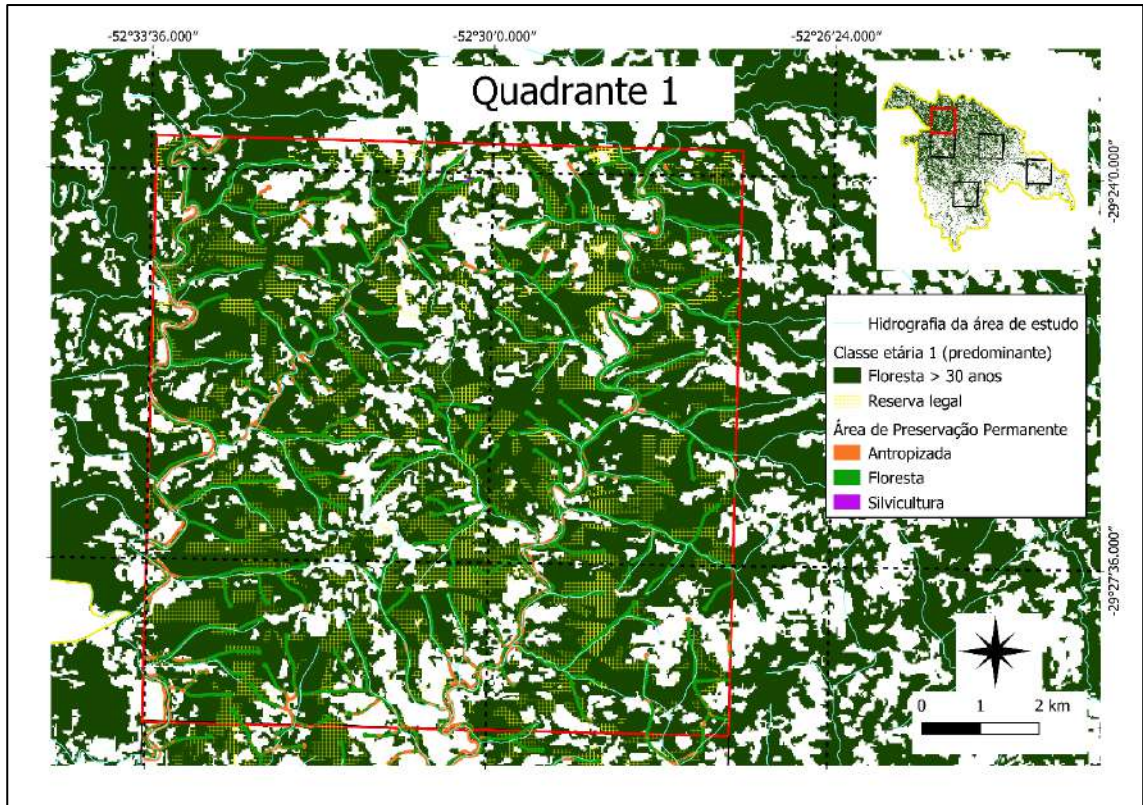 -52°33'36.000"
-52°30'0.000"
-52°26'24.000"
Quadrante 1
-29°24'0.000"
Hidrografia da área de estudo
Classe etária 1 (predominante)
Floresta > 30 anos
Reserva legal
Área de Preservação Permanente
Antropizada
Floresta
Silvicultura
-29°27'36.000"
0 1 2 km